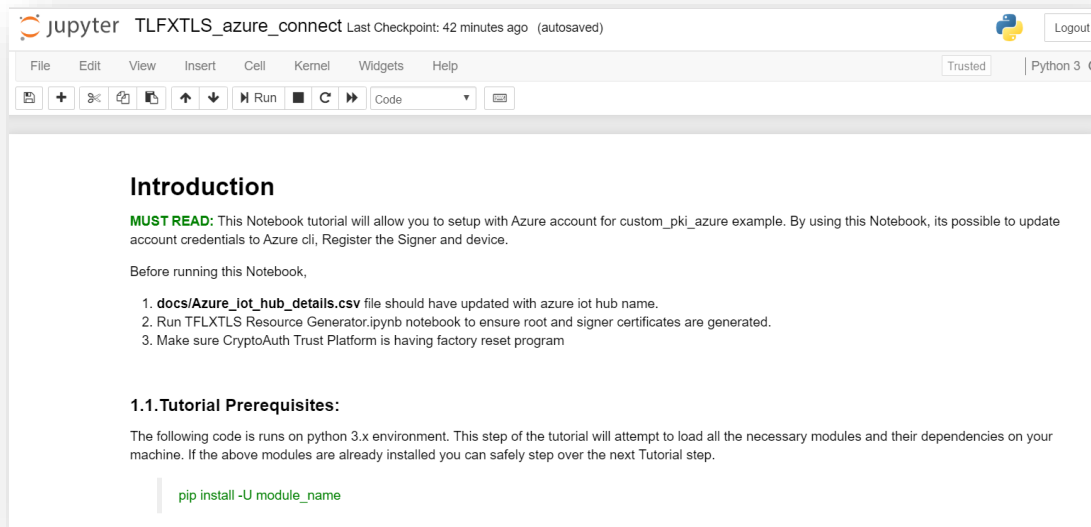 jupyter TLFXTLS_azure_connect Last Checkpoint: 42 minutes ago (autosaved)
Logout
File Edit View Insert Cell Kernel Widgets Help
Trusted Python 3
Run Code
Introduction
MUST READ: This Notebook tutorial will allow you to setup with Azure account for custom_pki_azure example. By using this Notebook, its possible to update
account credentials to Azure cli, Register the Signer and device.
Before running this Notebook,
1. docs/Azure_iot_hub_details.csv file should have updated with azure iot hub name.
2. Run TFLXTLS Resource Generator.ipynb notebook to ensure root and signer certificates are generated.
3. Make sure CryptoAuth Trust Platform is having factory reset program
1.1.Tutorial Prerequisites:
The following code is runs on python 3.x environment. This step of the tutorial will attempt to load all the necessary modules and their dependencies on your
machine. If the above modules are already installed you can safely step over the next Tutorial step.
pip install -U module_name